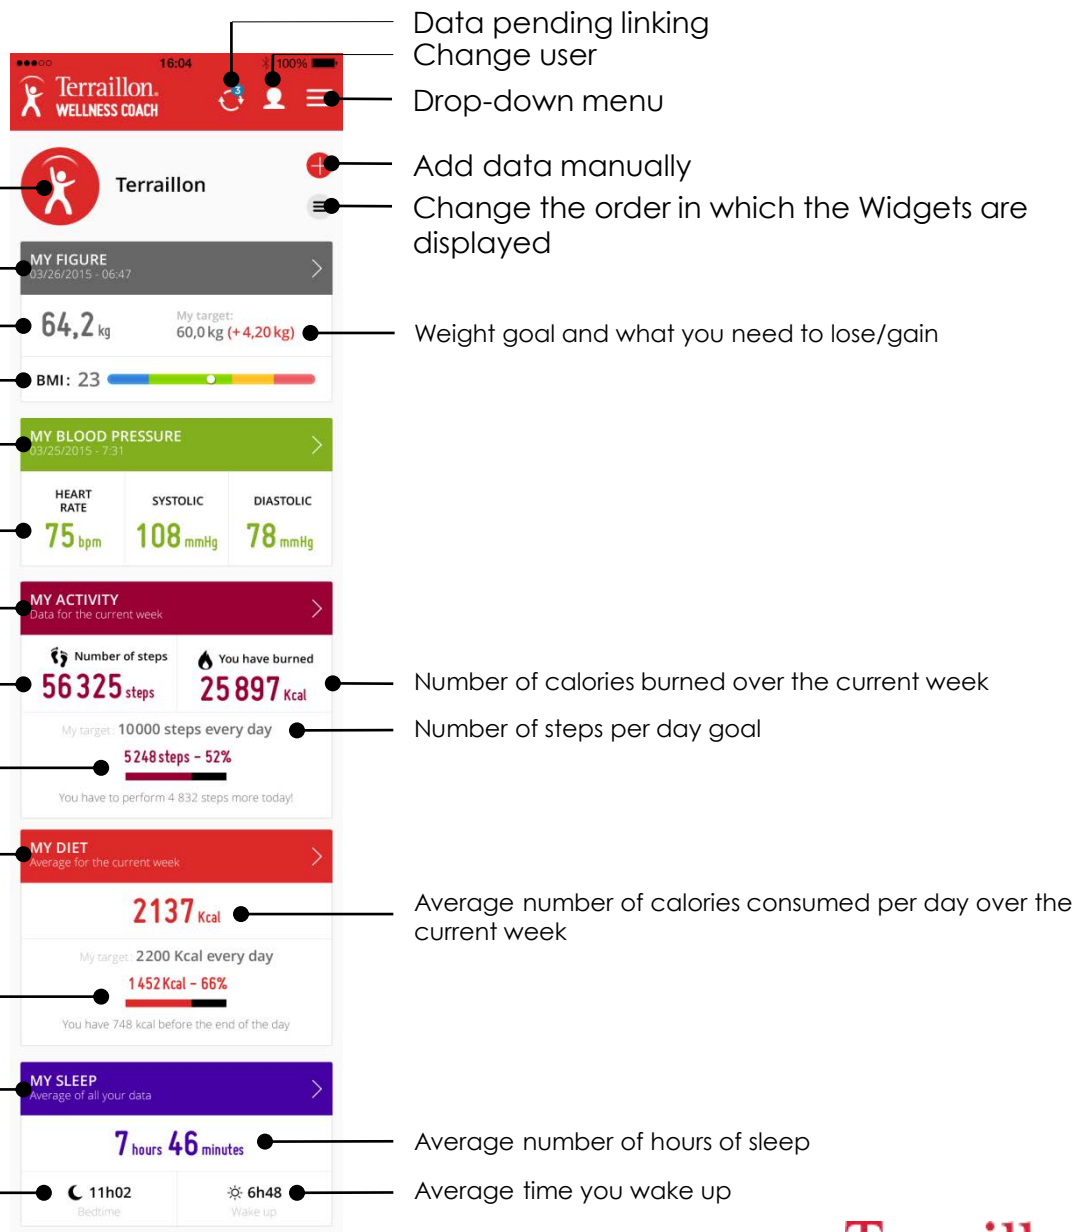 Data pending linking
Change user
16:04 100%
Terraillon.
WELLNESS COACH
3
Drop-down menu
Terraillon
Add data manually
Change the order in which the Widgets are
displayed
MY FIGURE
03/26/2015 - 06:47
64,2 kg
My target:
60,0 kg (+ 4,20 kg)
Weight goal and what you need to lose/gain
BMI: 23
MY BLOOD PRESSURE
03/25/2015 - 7:31
HEART
RATE
SYSTOLIC
DIASTOLIC
75 bpm
108 mmHg
78 mmHg
MY ACTIVITY
Data for the current week
Number of steps
You have burned
56 325 steps
25 897 Kcal
Number of calories burned over the current week
My target: 10000 steps every day
Number of steps per day goal
5 248 steps - 52%
You have to perform 4 832 steps more today!
MY DIET
Average for the current week
2137 Kcal
Average number of calories consumed per day over the
current week
My target: 2200 Kcal every day
1 452 Kcal - 66%
You have 748 kcal before the end of the day
MY SLEEP
Average of all your data
7 hours 46 minutes
Average number of hours of sleep
11h02
Bedtime
6h48
Wake up
Average time you wake up